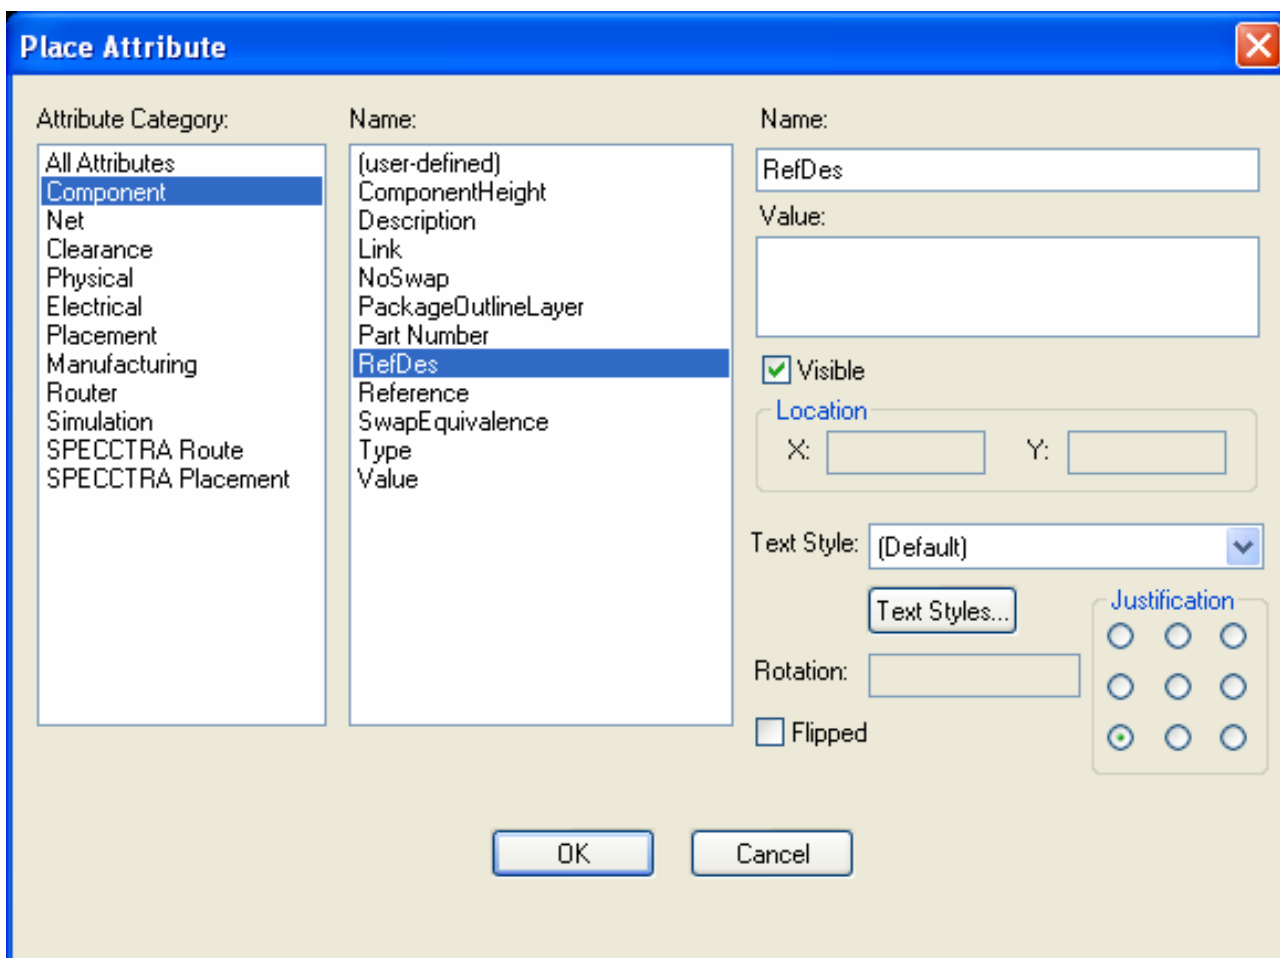 Place Attribute
Attribute Category:
All Attributes
Component
Net
Clearance
Physical
Electrical
Placement
Manufacturing
Router
Simulation
SPECCTRA Route
SPECCTRA Placement
Name:
(user-defined)
ComponentHeight
Description
Link
NoSwap
PackageOutlineLayer
Part Number
RefDes
Reference
SwapEquivalence
Type
Value
Name:
RefDes
Value:
Visible
Location
X: Y:
Text Style: (Default)
Text Styles...
Justification
Rotation:
Flipped
OK Cancel